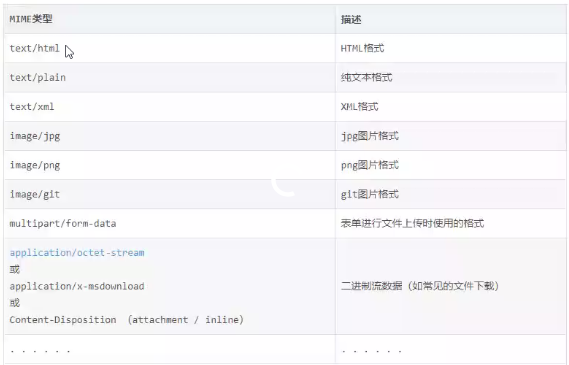 MIME类型 描述
text/html HTML格式
text/plain 纯文本格式
text/xml XML格式
image/jpg jpg图片格式
image/png png图片格式
image/git git图片格式
multipart/form-data 表单进行文件上传时使用的格式
application/octet-stream
或
application/x-msdownload 二进制流数据（如常见的文件下载）
或
Content-Disposition （attachment / inline）
. . . . . . . . . . . .